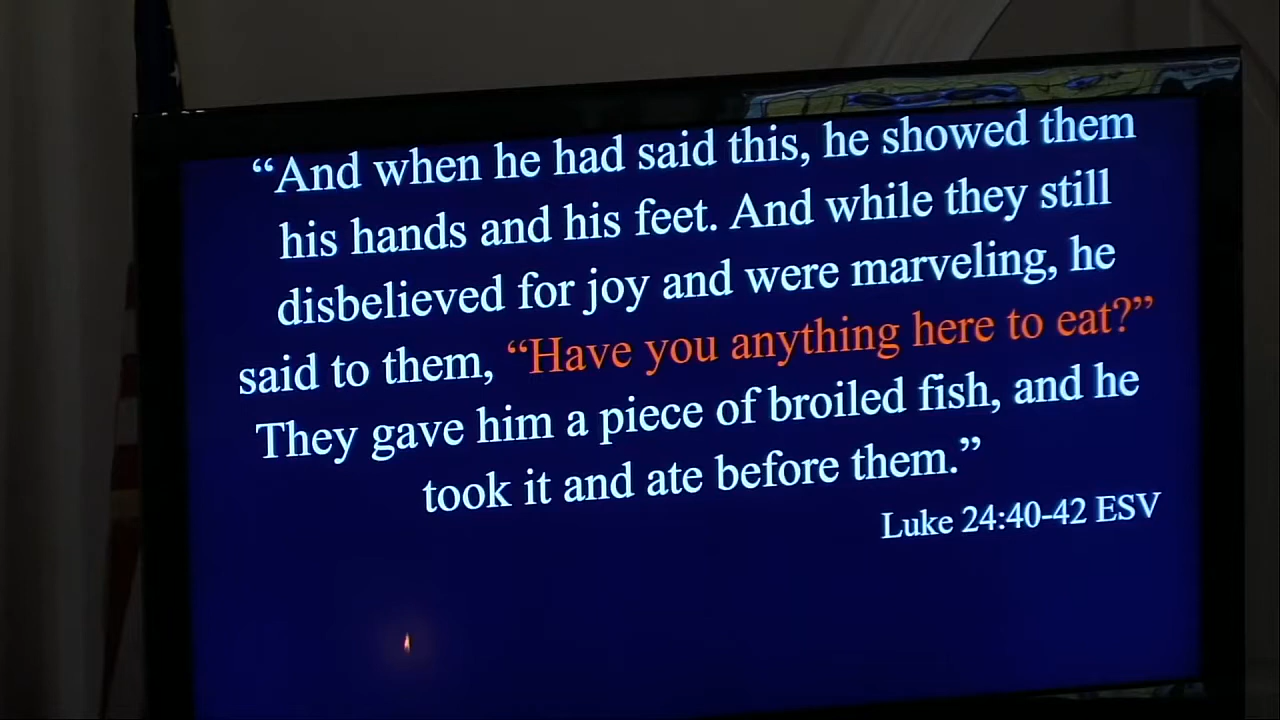 “And when he had said this, he showed them
his hands and his feet. And while they still
disbelieved for joy and were marveling, he
said to them, “Have you anything here to eat?”
They gave him a piece of broiled fish, and he
took it and ate before them.”
Luke 24:40-42 ESV